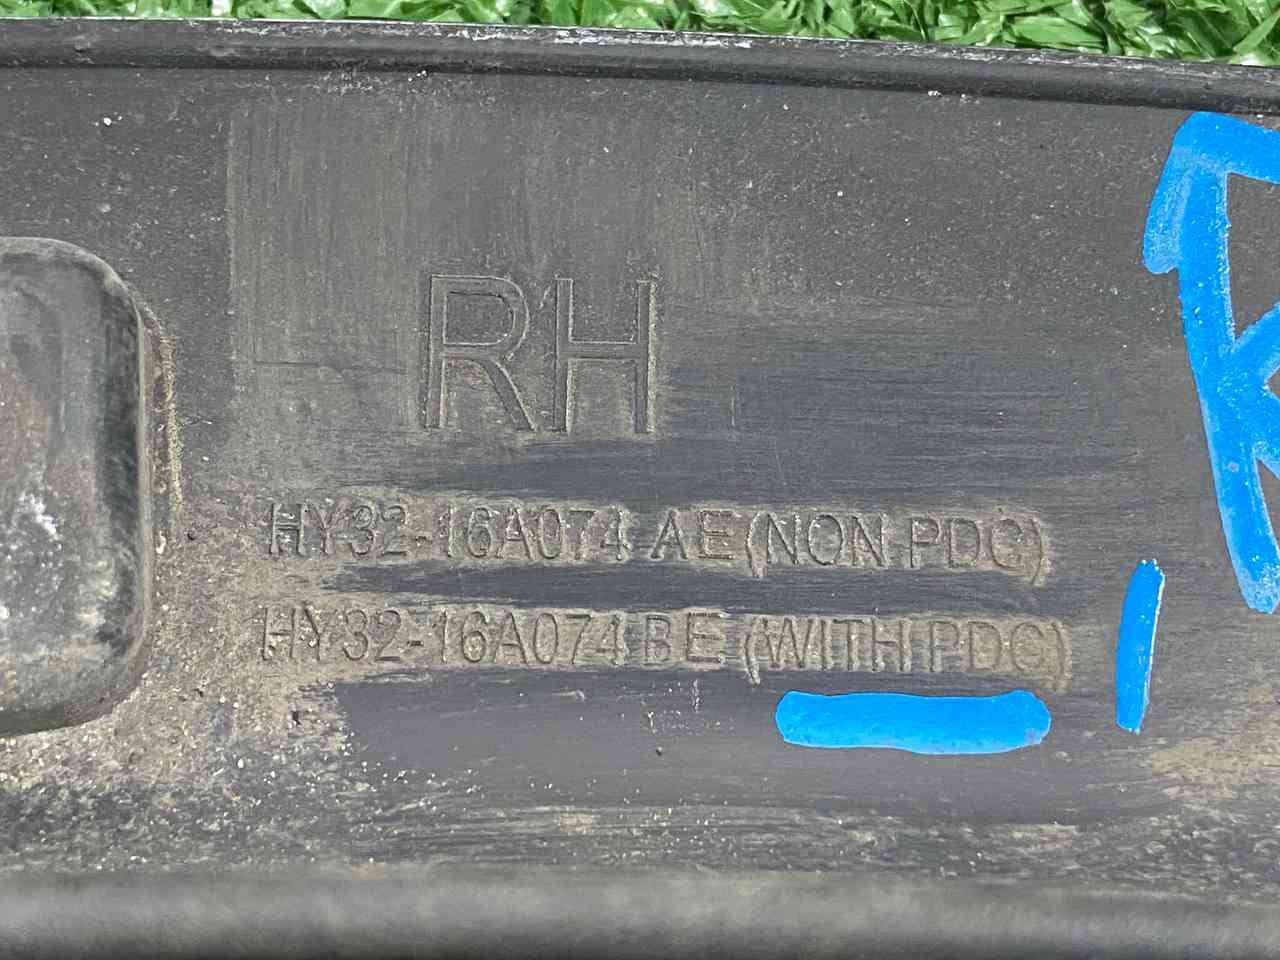 RH
HY32-16A074 AE (NON PDC)
HY32-16A074 BE (WITH PDC)